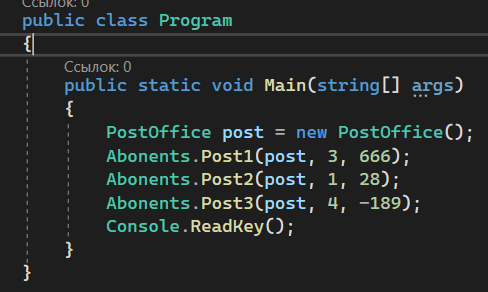 Ссылок: 0
public class Program
{
Ссылок: 0
public static void Main(string[] args)
{
PostOffice post = new PostOffice();
Abonents.Post1(post, 3, 666);
Abonents.Post2(post, 1, 28);
Abonents.Post3(post, 4, -189);
Console.ReadKey();
}
}